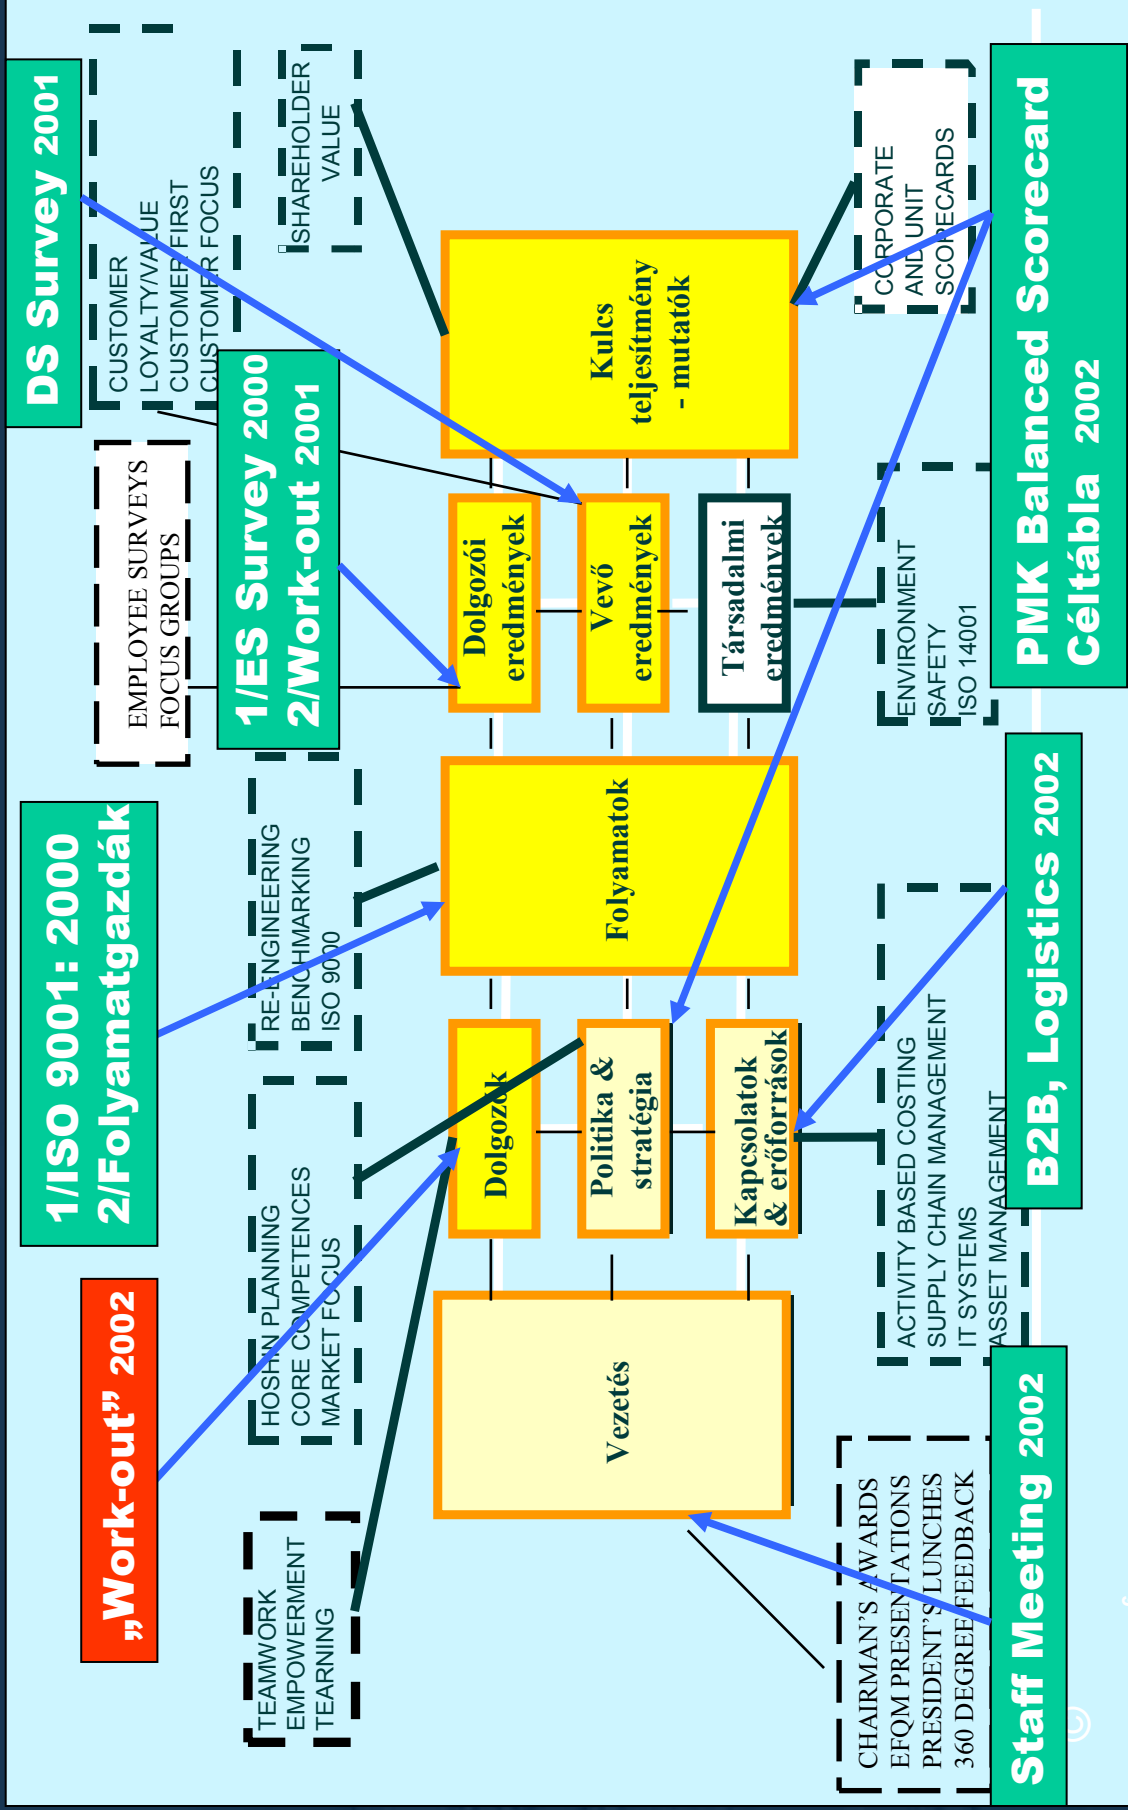 „Work-out” 2002
1/ISO 9001: 2000
2/Folyamatgazdák
DS Survey 2001
1/ES Survey 2000
2/Work-out 2001
EMPLOYEE SURVEYS
FOCUS GROUPS
CUSTOMER
LOYALTY/VALUE
CUSTOMER FIRST
CUSTOMER FOCUS
TEAMWORK
EMPOWERMENT
TEARNING
HOSHIN PLANNING
CORE COMPETENCES
MARKET FOCUS
RE-ENGINEERING
BENCHMARKING
ISO 9000
SHAREHOLDER
VALUE
Vezetés
Dolgozók
Politika &
stratégia
Kapcsolatok
& erőforrások
Folyamatok
Dolgozói
eredmények
Vevő
eredmények
Társadalmi
eredmények
Kulcs
teljesítmény
- mutatók
CHAIRMAN'S AWARDS
EFQM PRESENTATIONS
PRESIDENT'S LUNCHES
360 DEGREE FEEDBACK
ACTIVITY BASED COSTING
SUPPLY CHAIN MANAGEMENT
IT SYSTEMS
ASSET MANAGEMENT
ENVIRONMENT
SAFETY
ISO 14001
CORPORATE
AND UNIT
SCORECARDS
Staff Meeting 2002
B2B, Logistics 2002
PMK Balanced Scorecard
Céltábla 2002